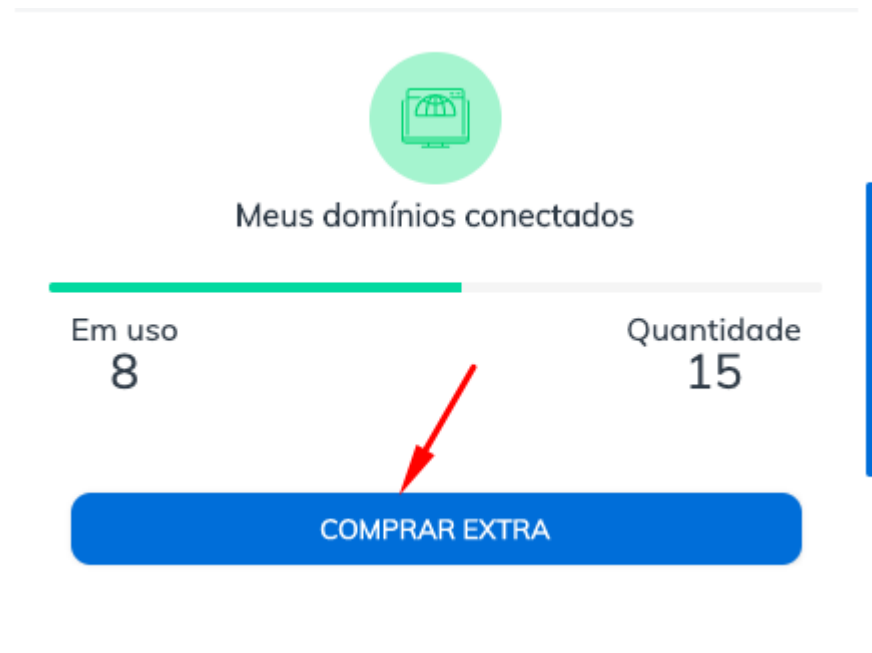 Meus domínios conectados
Em uso
8
Quantidade
15
COMPRAR EXTRA